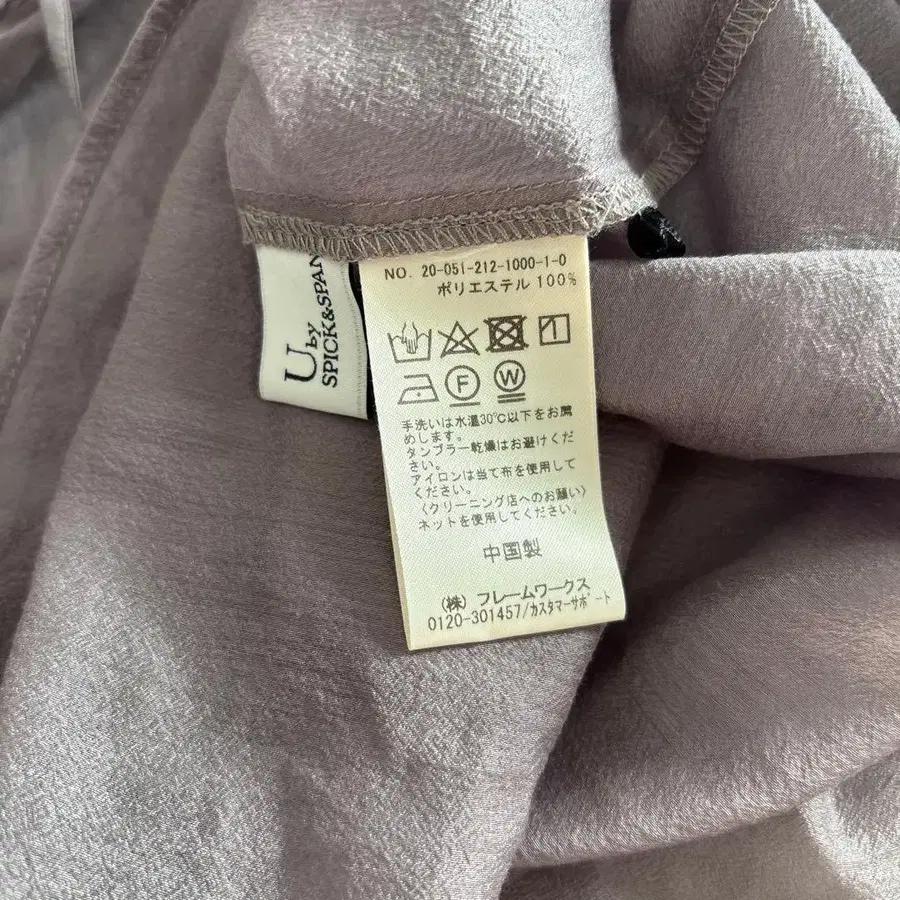 U by
SPICK&SPAN
NO. 20-051-212-1000-1-0
ポリエステル 100%
F
W
手洗いは水温30℃以下をお薦
めします。
タンブラー乾燥はお避けくだ
さい。
アイロンは当て布を使用して
ください。
〈クリーニング店へのお願い〉
ネットを使用してください。
中国製
(株) フレームワークス
0120-301457/カスタマーサポート